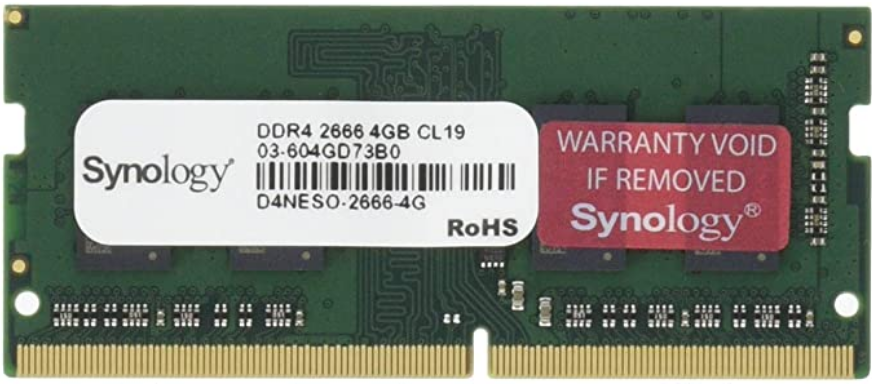 Synology®
DDR4 2666 4GB CL19
03-604GD73B0
D4NESO-2666-4G
RoHS
WARRANTY VOID
IF REMOVED
Synology®